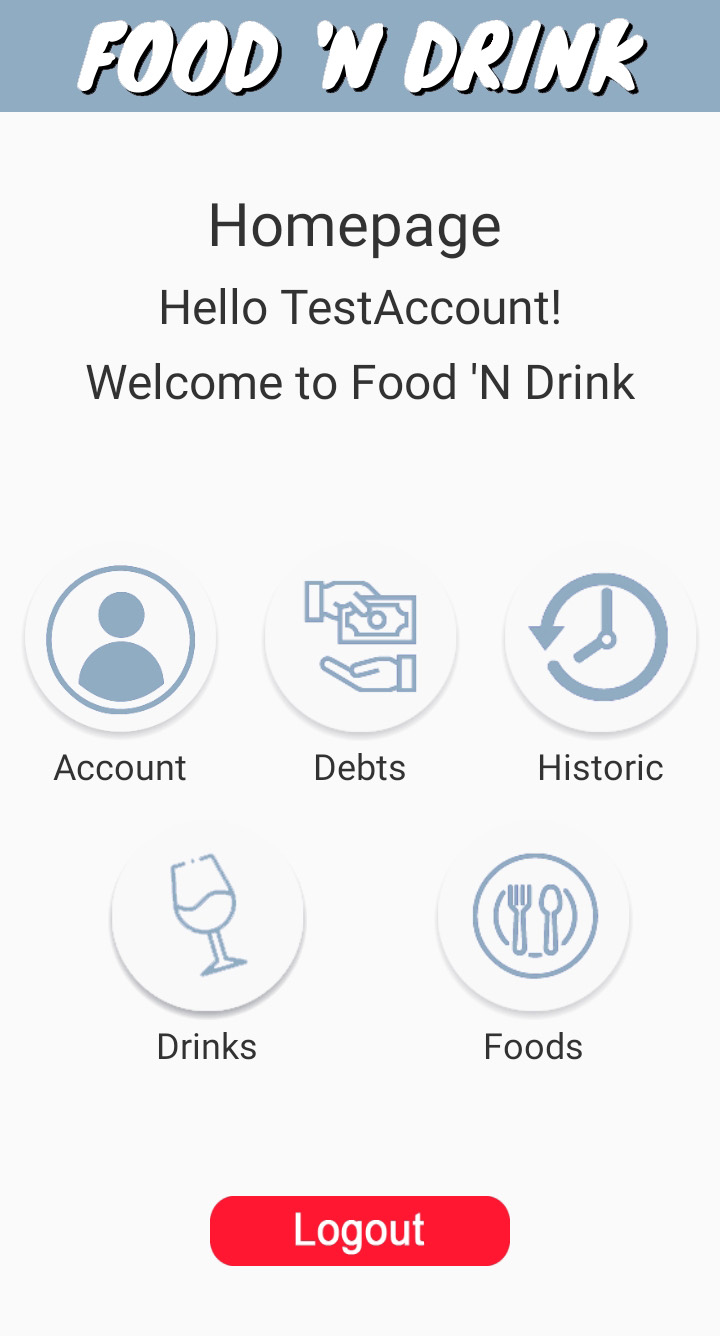 FOOD 'N DRINK
Homepage
Hello TestAccount!
Welcome to Food 'N Drink
Account
Debts
Historic
Drinks
Foods
Logout